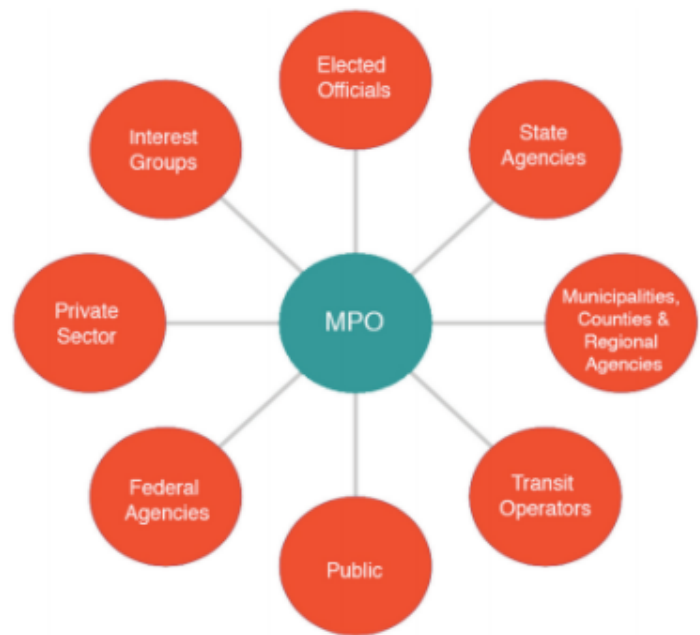 Elected
Officials
State
Agencies
Municipalities,
Counties &
Regional
Agencies
Transit
Operators
Public
Federal
Agencies
Private
Sector
Interest
Groups
MPO